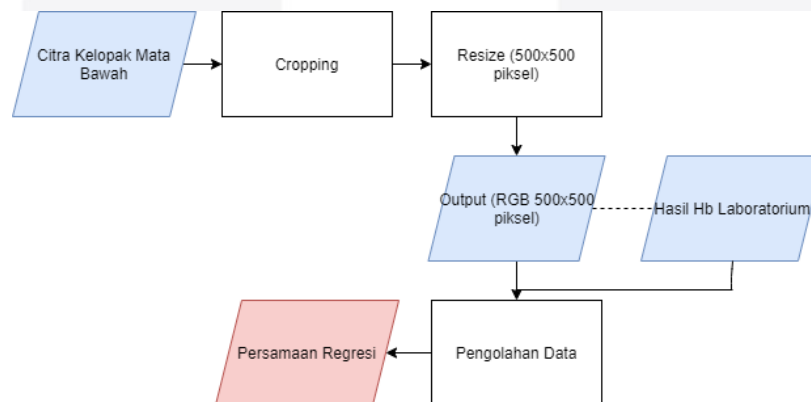 Citra Kelopak Mata
Bawah
Cropping
Resize (500x500
piksel)
Output (RGB 500x500
piksel)
Hasil Hb Laboratorium
Persamaan Regresi
Pengolahan Data